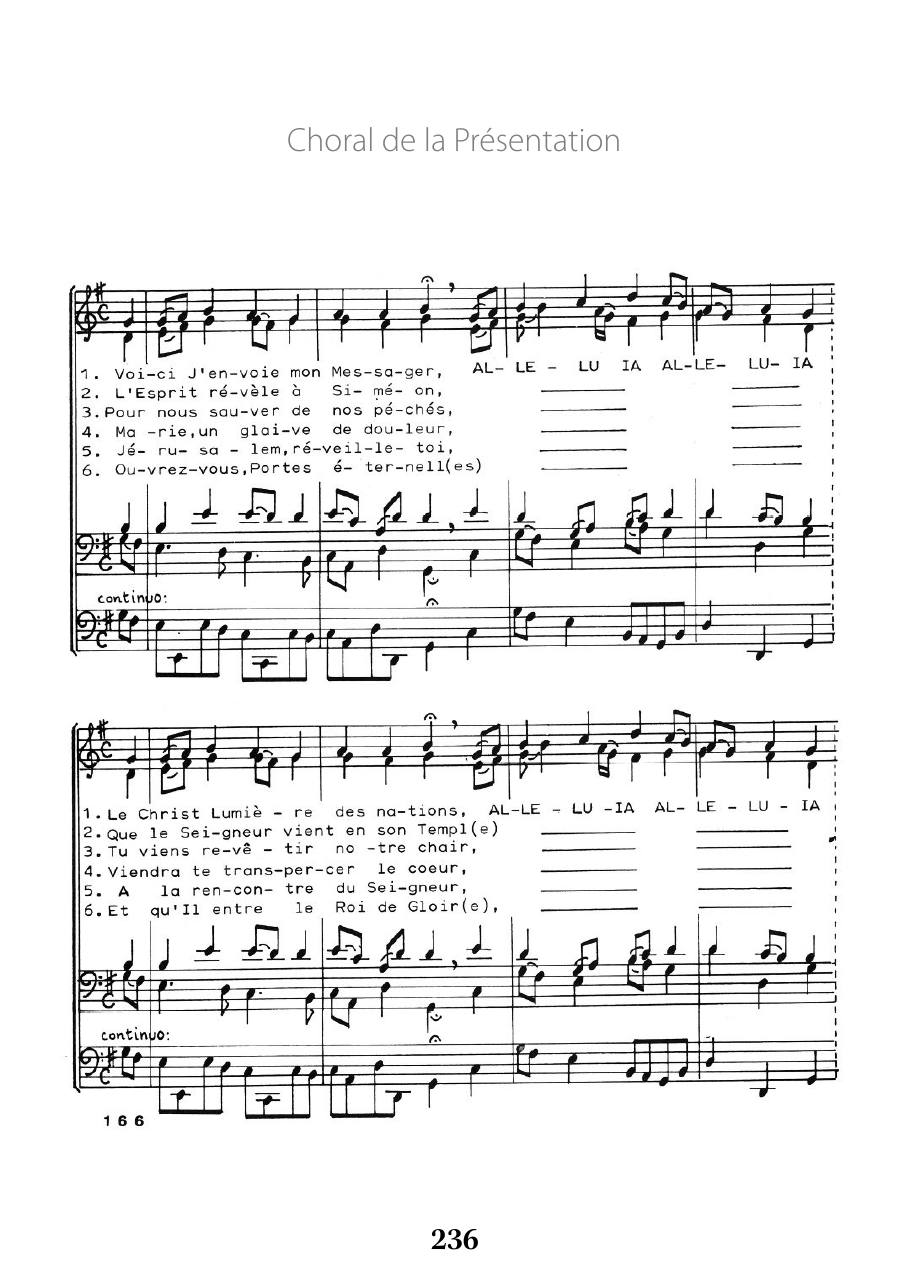 Choral de la Présentation
1. Voi-ci J'en-voie mon Mes-sa-ger, AL- LE - LU IA AL-LE- LU- IA
2. L'Esprit ré-vèle à Si- mé- on,
3.Pour nous sau-ver de nos pé-chés,
4. Ma -rie,un glai-ve de dou-leur,
5. Jé- ru- sa - lem,ré-veil-le- toi,
6. Ou-vrez-vous,Portes é- ter-nell(es)
continuo:
1. Le Christ Lumiè - re des na-tions, AL-LE - LU -IA AL- LE - LU - IA
2. Que le Sei-gneur vient en son Templ(e)
3. Tu viens re-vê - tir no -tre chair,
4. Viendra te trans-per-cer le coeur,
5. A la ren-con- tre du Sei-gneur,
6. Et qu'Il entre le Roi de Gloir(e),
continuo:
166
236